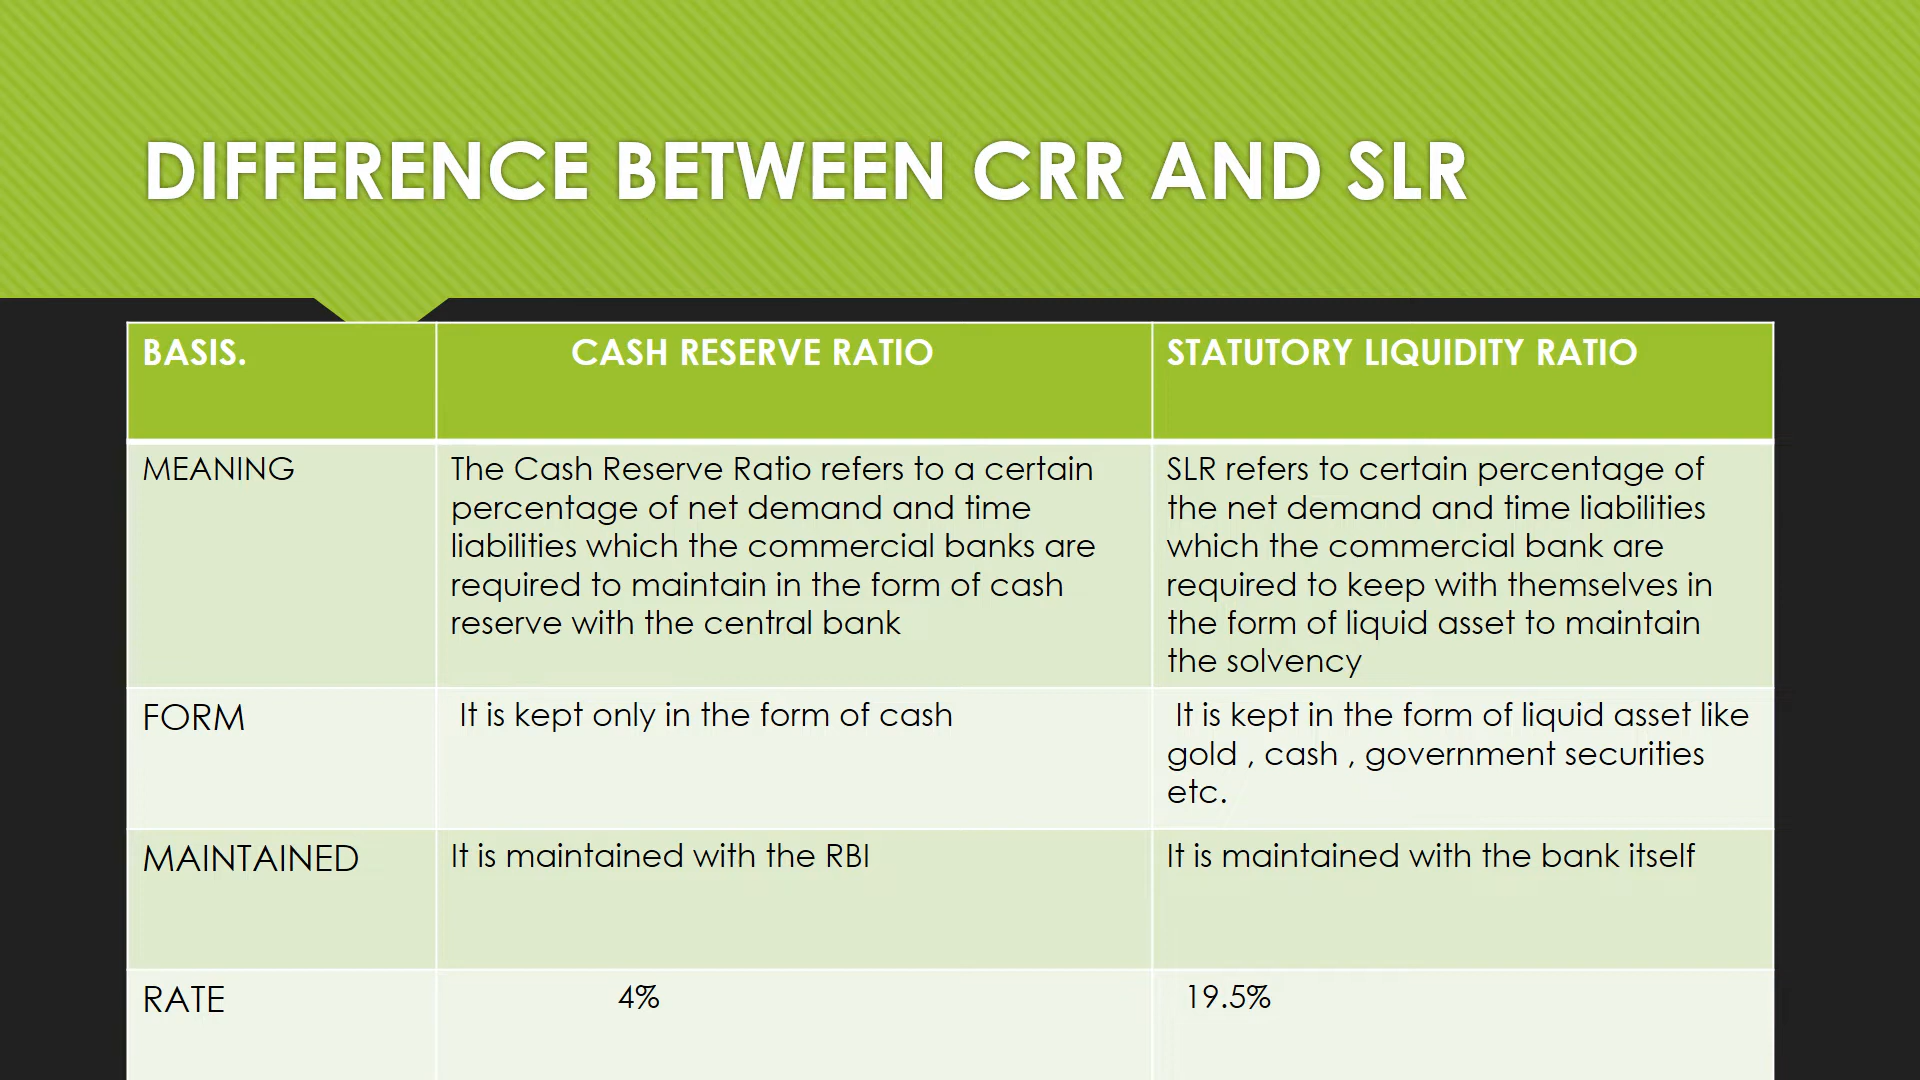 DIFFERENCE BETWEEN CRR AND SLR
BASIS.
CASH RESERVE RATIO
STATUTORY LIQUIDITY RATIO
MEANING
The Cash Reserve Ratio refers to a certain
percentage of net demand and time
liabilities which the commercial banks are
required to maintain in the form of cash
reserve with the central bank
SLR refers to certain percentage of
the net demand and time liabilities
which the commercial bank are
required to keep with themselves in
the form of liquid asset to maintain
the solvency
FORM
It is kept only in the form of cash
It is kept in the form of liquid asset like
gold , cash , government securities
etc.
MAINTAINED
It is maintained with the RBI
It is maintained with the bank itself
RATE
4%
19.5%